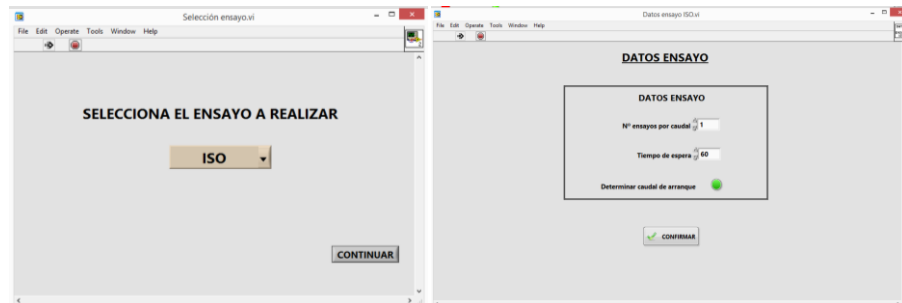 Selección ensayo.vi
File Edit Operate Tools Window Help
SELECCIONA EL ENSAYO A REALIZAR
ISO
CONTINUAR
Datos ensayo ISO.vi
File Edit Operate Tools Window Help
DATOS ENSAYO
DATOS ENSAYO
Nº ensayos por caudal 1
Tiempo de espera 60
Determinar caudal de arranque
CONFIRMAR